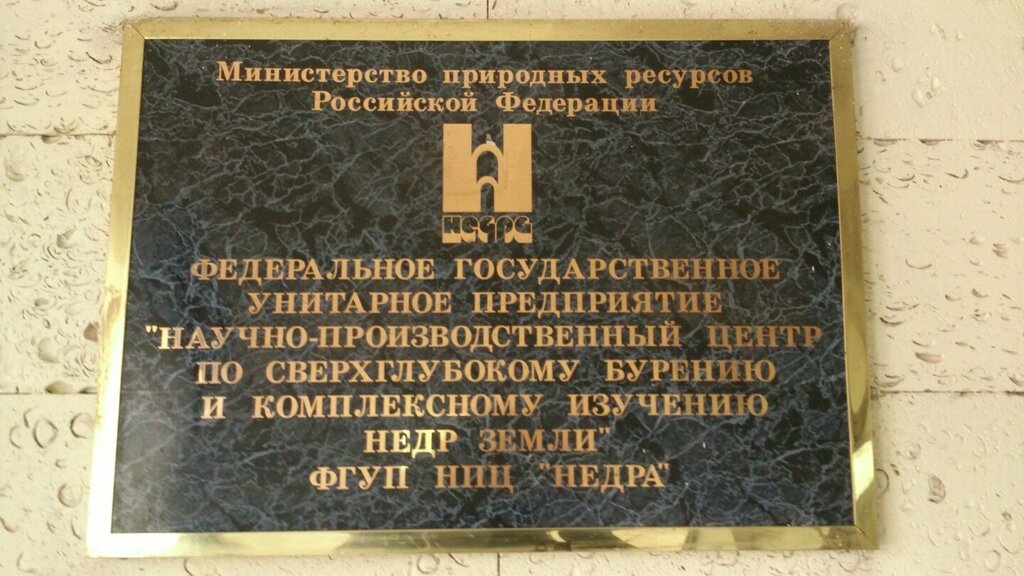 Министерство природных ресурсов
Российской Федерации
НЕДРА
ФЕДЕРАЛЬНОЕ ГОСУДАРСТВЕННОЕ
УНИТАРНОЕ ПРЕДПРИЯТИЕ
"НАУЧНО-ПРОИЗВОДСТВЕННЫЙ ЦЕНТР
ПО СВЕРХГЛУБОКОМУ БУРЕНИЮ
И КОМПЛЕКСНОМУ ИЗУЧЕНИЮ
НЕДР ЗЕМЛИ"
ФГУП НПЦ "НЕДРА"